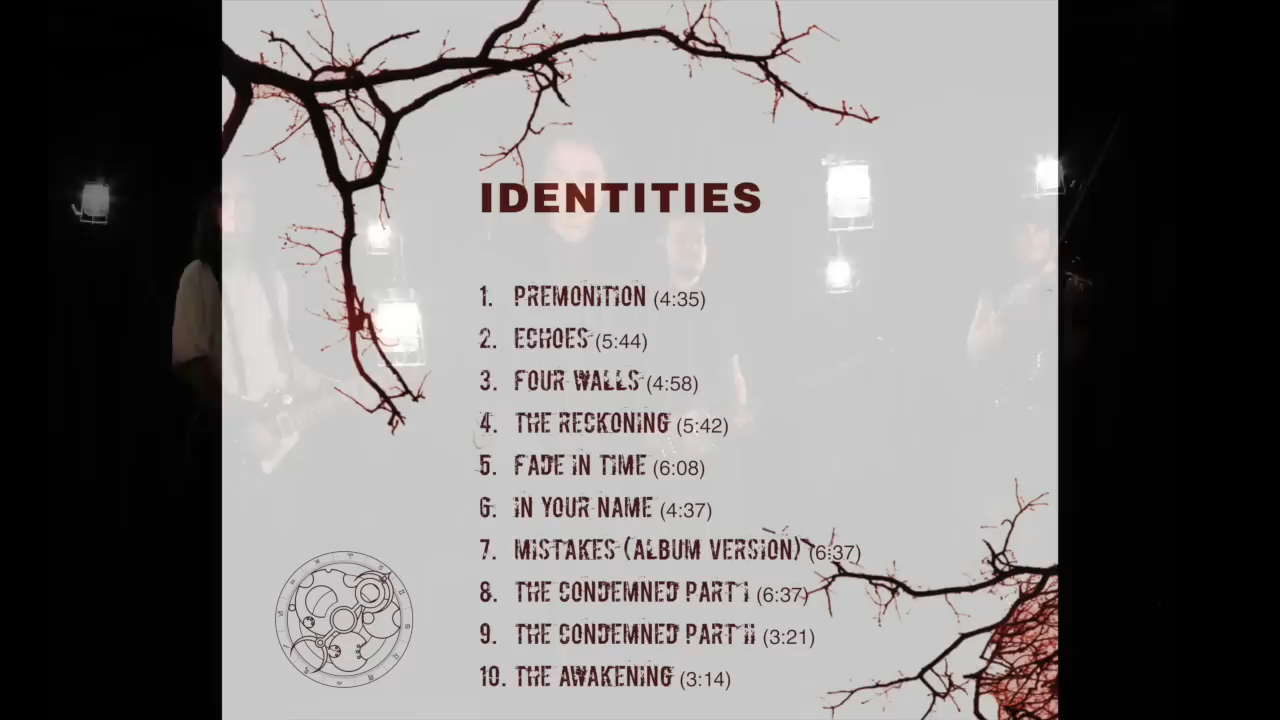 IDENTITIES
1. PREMONITION (4:35)
2. ECHOES (5:44)
3. FOUR WALLS (4:58)
4. THE RECKONING (5:42)
5. FADE IN TIME (6:08)
6. IN YOUR NAME (4:37)
7. MISTAKES (ALBUM VERSION) (6:37)
8. THE CONDEMNED PART I (6:37)
9. THE CONDEMNED PART II (3:21)
10. THE AWAKENING (3:14)